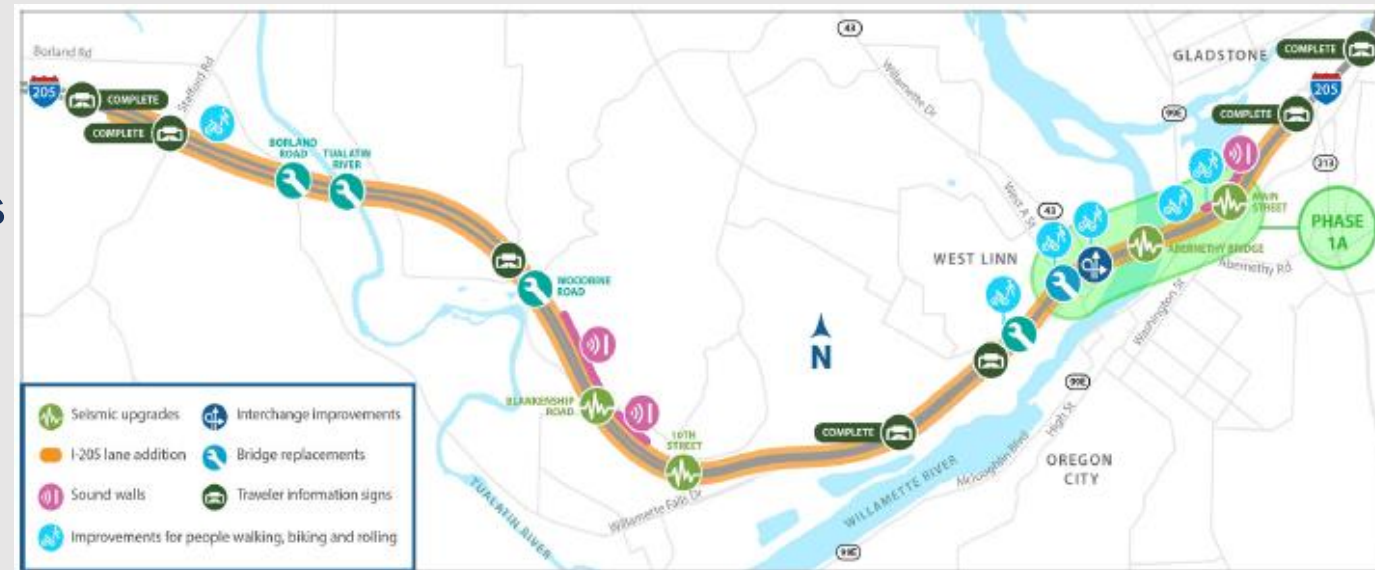 s
43
GLADSTONE
COMPLETE
Borland Rd
Stafford Rd
205
COMPLETE
COMPLETE
Willamette Dr
99E
COMPLETE
205
213
BORLAND
ROAD
TUALATIN
RIVER
West A St
43
MAIN
STREET
PHASE
1A
WEST LINN
ABERNETHY BRIDGE
Abernethy Rd
WOODBINE
ROAD
Washington St
N
BLANKENSHIP
ROAD
10TH
STREET
COMPLETE
99E
High St
McLoughlin Blvd
OREGON
CITY
WILLAMETTE RIVER
Willamette Falls Dr
TUALATIN RIVER
99E
Seismic upgrades
Interchange improvements
I-205 lane addition
Bridge replacements
Sound walls
Traveler information signs
Improvements for people walking, biking and rolling